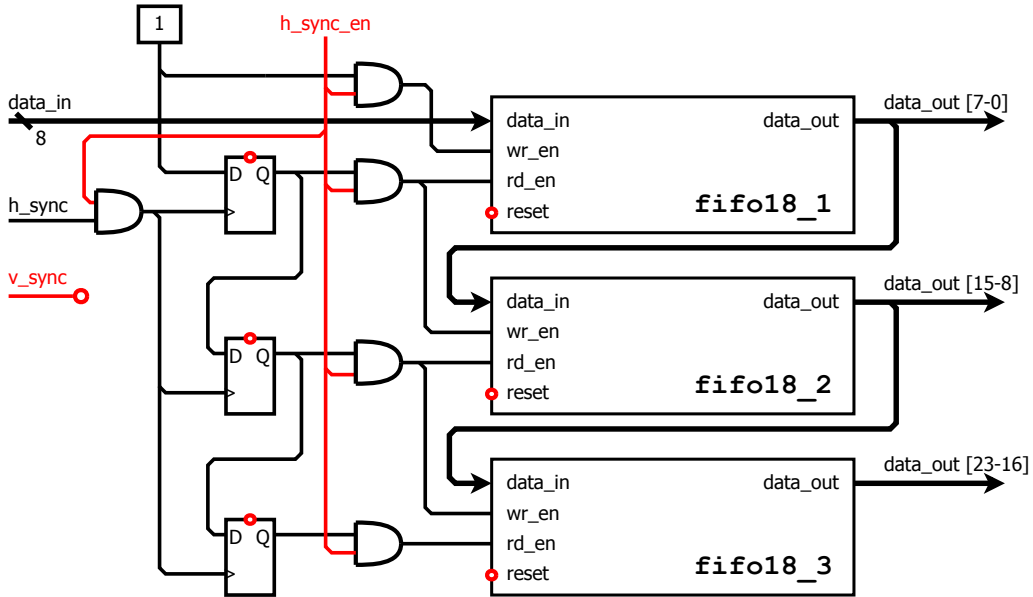 1
h_sync_en
data_in
8
data_in
data_out
data_out [7-0]
wr_en
D Q
rd_en
h_sync
reset
fifo18_1
v_sync
data_in
data_out
data_out [15-8]
wr_en
D Q
rd_en
reset
fifo18_2
data_in
data_out
data_out [23-16]
wr_en
D Q
rd_en
reset
fifo18_3